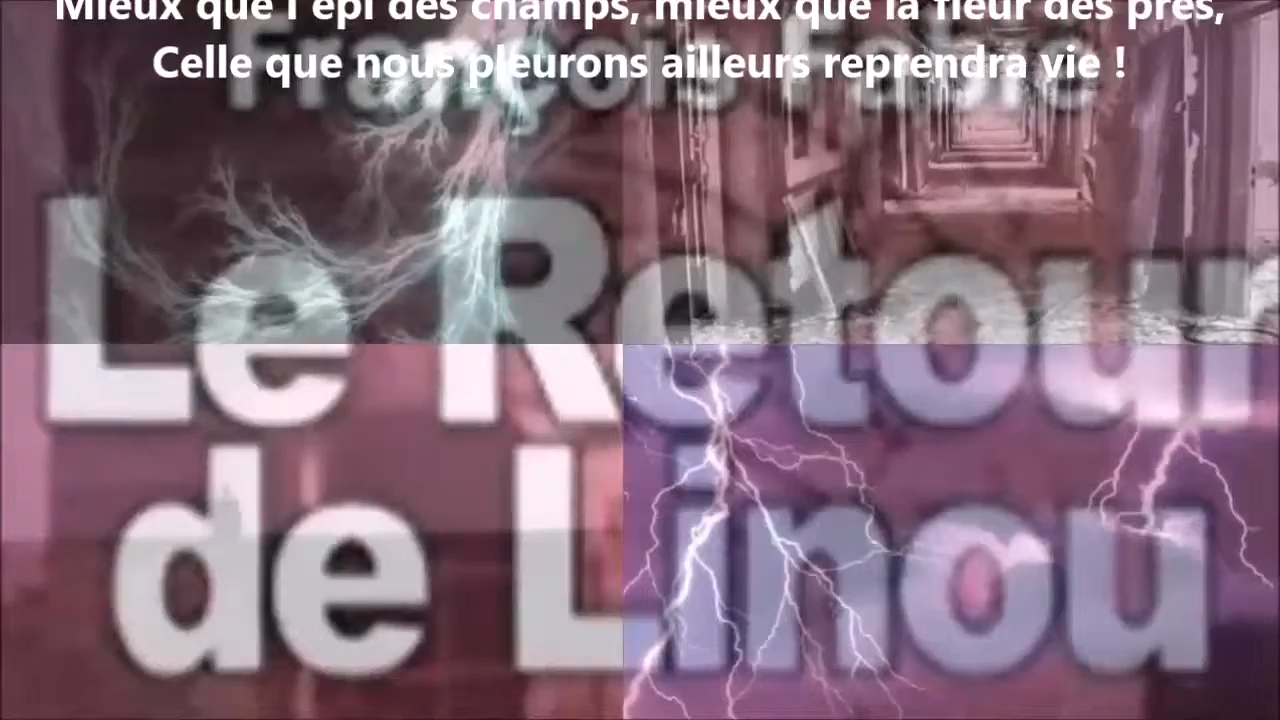 Mieux que l'épi des champs, mieux que la fleur des prés,
Celle que nous pleurons ailleurs reprendra vie !
François Fabié
Le Retour
de Linou